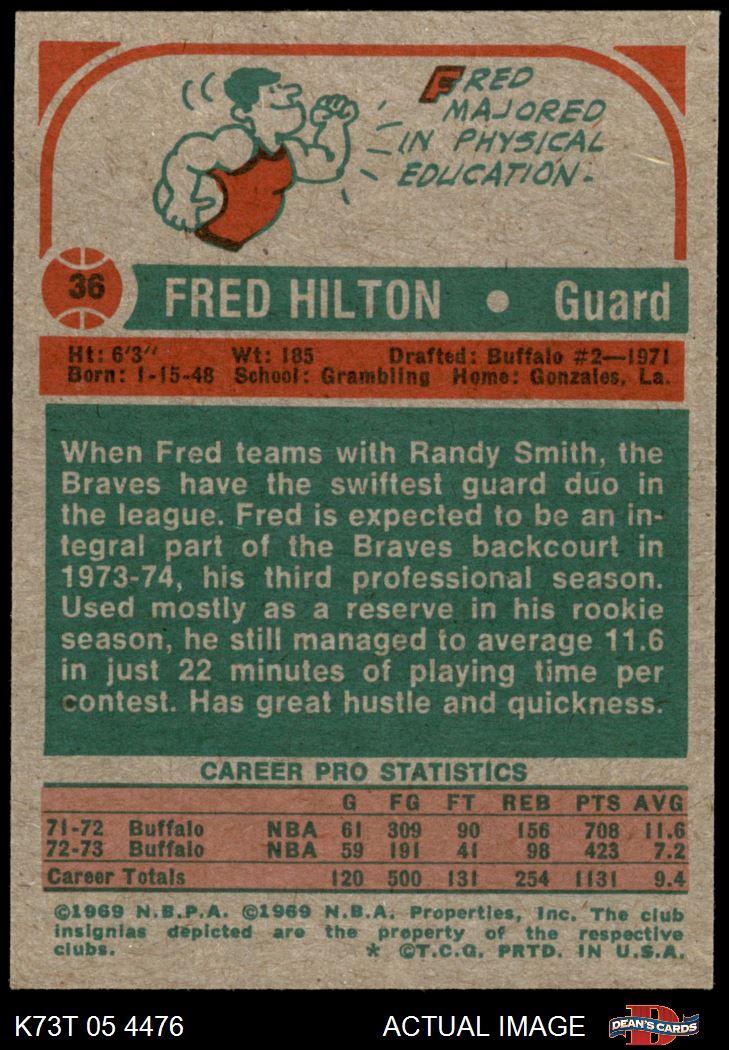 FRED
MAJORED
IN PHYSICAL
EDUCATION.
36
FRED HILTON • Guard
Ht: 6'3" Wt: 185 Drafted: Buffalo #2—1971
Born: 1-15-48 School: Grambling Home: Gonzales, La.
When Fred teams with Randy Smith, the
Braves have the swiftest guard duo in
the league. Fred is expected to be an in-
tegral part of the Braves backcourt in
1973-74, his third professional season.
Used mostly as a reserve in his rookie
season, he still managed to average 11.6
in just 22 minutes of playing time per
contest. Has great hustle and quickness.
CAREER PRO STATISTICS
G FG FT REB PTS AVG
71-72 Buffalo NBA 61 309 90 156 708 11.6
72-73 Buffalo NBA 59 191 41 98 423 7.2
Career Totals 120 500 131 254 1131 9.4
©1969 N.B.P.A. ©1969 N.B.A. Properties, Inc. The club
insignias depicted are the property of the respective
clubs. * ©T.C.G. PRTD. IN U.S.A.
K73T 05 4476 ACTUAL IMAGE
D
DEAN'S CARDS